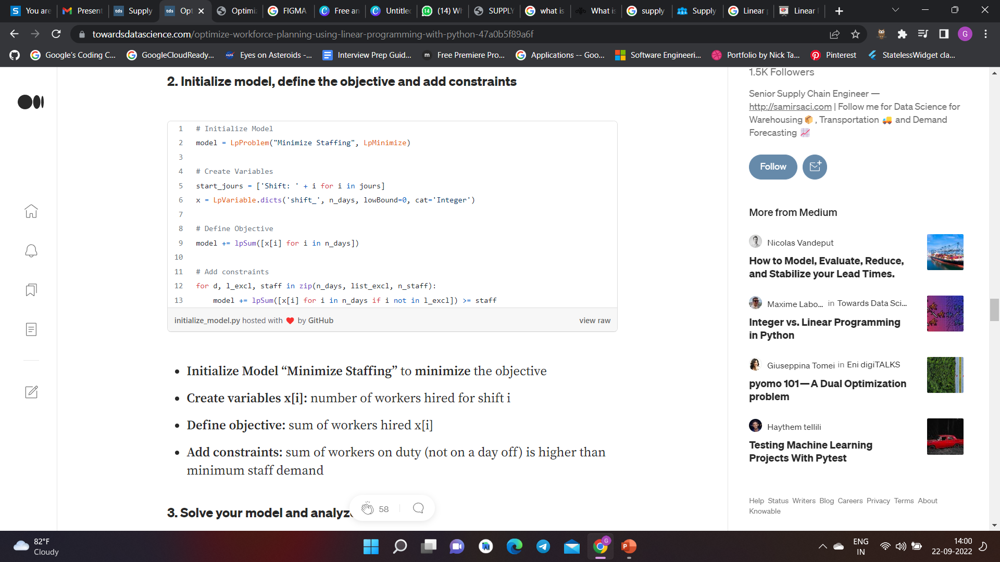 You are
Present
tds Supply
tds Opt
Optimiz
FIGMA
Free an
Untitled
(14) Wh
SUPPLY
what is
What is
supply
Supply
Linear
Linear
towardsdatascience.com/optimize-workforce-planning-using-linear-programming-with-python-47a0b5f89a6f
G
Google's Coding C...
GoogleCloudReady...
Eyes on Asteroids -...
Interview Prep Guid...
Free Premiere Pro...
Applications -- Goo...
Software Engineeri...
Portfolio by Nick Ta...
Pinterest
StatelessWidget cla...
2. Initialize model, define the objective and add constraints
1 # Initialize Model
2 model = LpProblem("Minimize Staffing", LpMinimize)
3
4 # Create Variables
5 start_jours = ['Shift: ' + i for i in jours]
6 x = LpVariable.dicts('shift_', n_days, lowBound=0, cat='Integer')
7
8 # Define Objective
9 model += lpSum([x[i] for i in n_days])
10
11 # Add constraints
12 for d, l_excl, staff in zip(n_days, list_excl, n_staff):
13     model += lpSum([x[i] for i in n_days if i not in l_excl]) >= staff
initialize_model.py hosted with ❤ by GitHub
view raw
• Initialize Model “Minimize Staffing” to minimize the objective
• Create variables x[i]: number of workers hired for shift i
• Define objective: sum of workers hired x[i]
• Add constraints: sum of workers on duty (not on a day off) is higher than
minimum staff demand
58
3. Solve your model and analyz
1.5K Followers
Senior Supply Chain Engineer —
http://samirsaci.com | Follow me for Data Science for
Warehousing 📦, Transportation 🚚 and Demand
Forecasting 📈
Follow
More from Medium
Nicolas Vandeput
How to Model, Evaluate, Reduce,
and Stabilize your Lead Times.
Maxime Labo... in Towards Data Sci...
Integer vs. Linear Programming
in Python
Giuseppina Tomei in Eni digiTALKS
pyomo 101—A Dual Optimization
problem
Haythem tellili
Testing Machine Learning
Projects With Pytest
Help Status Writers Blog Careers Privacy Terms About
Knowable
82°F
Cloudy
ENG
IN
14:00
22-09-2022